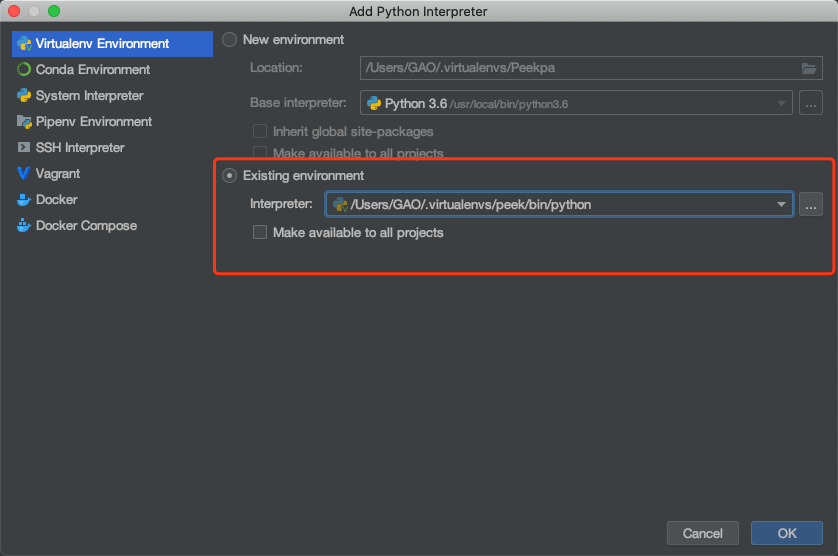 Add Python Interpreter
Virtualenv Environment
Conda Environment
System Interpreter
Pipenv Environment
SSH Interpreter
Vagrant
Docker
Docker Compose
New environment
Location: /Users/GAO/.virtualenvs/Peekpa
Base interpreter: Python 3.6 /usr/local/bin/python3.6 ...
Inherit global site-packages
Make available to all projects
Existing environment
Interpreter: /Users/GAO/.virtualenvs/peek/bin/python ...
Make available to all projects
Cancel OK